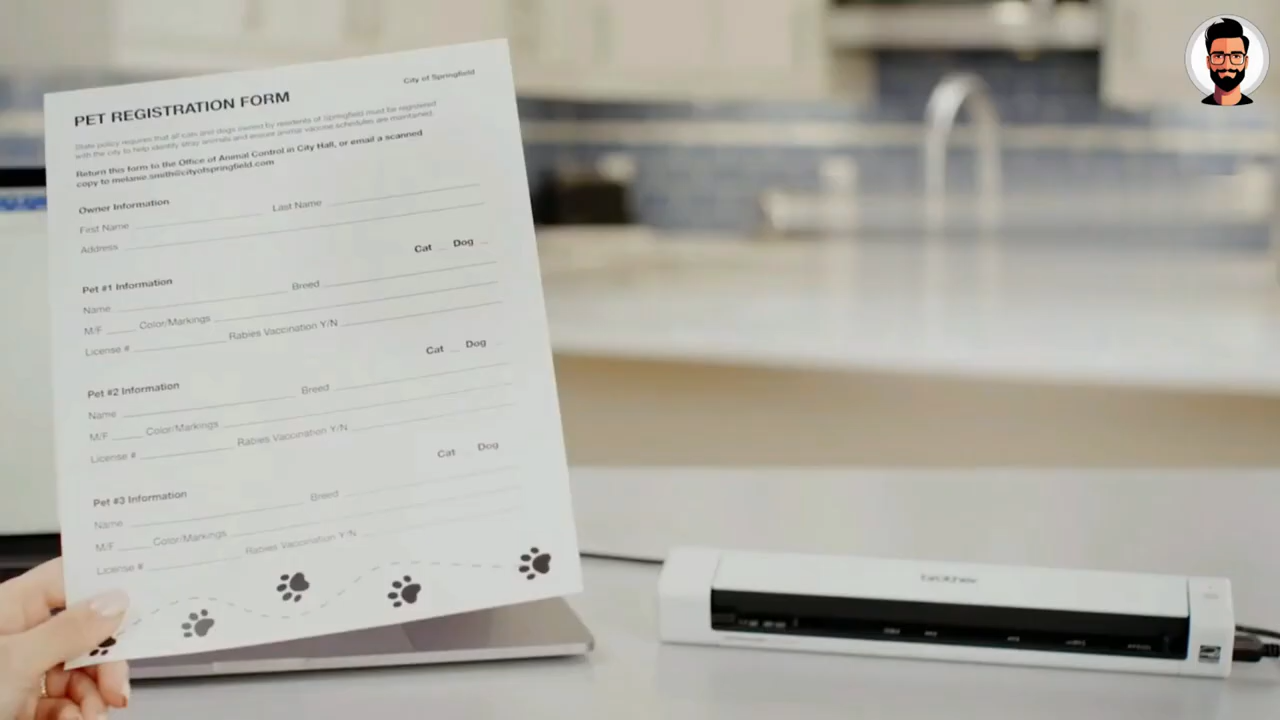 City of Springfield
PET REGISTRATION FORM
State policy requires that all cats and dogs owned by residents of Springfield must be registered
with the city to help identify stray animals and ensure animal vaccine schedules are maintained.
Return this form to the Office of Animal Control in City Hall, or email a scanned
copy to melanie.smith@cityofspringfield.com
Owner Information
First Name Last Name
Address
Cat Dog
Pet #1 Information
Name Breed
M/F Color/Markings
License # Rabies Vaccination Y/N
Cat Dog
Pet #2 Information
Name Breed
M/F Color/Markings
License # Rabies Vaccination Y/N
Cat Dog
Pet #3 Information
Name Breed
M/F Color/Markings
License # Rabies Vaccination Y/N
brother